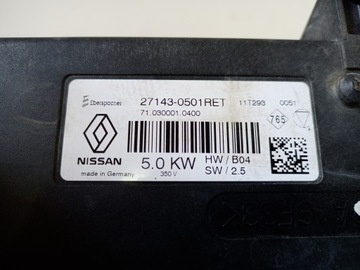 Eberspächer 27143-0501RET 11T293 0051
71.030001.0400
765
NISSAN 5.0 KW HW/B04
SW/2.5
made in Germany 350 V